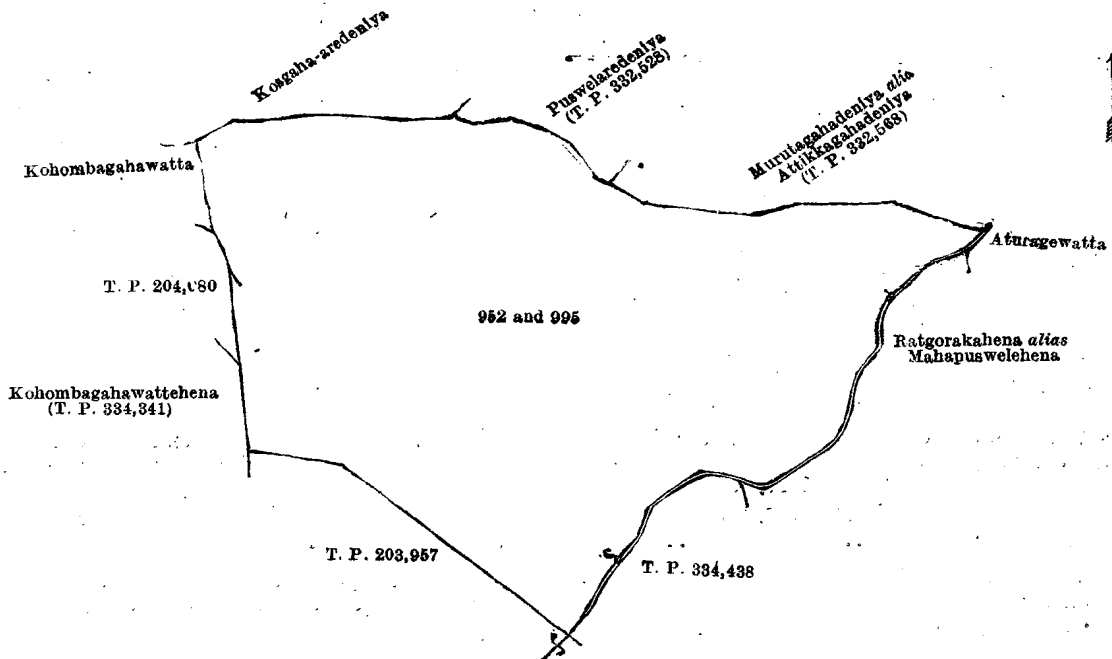 Kosgaha-aredeniya
Puswelaredeniya
(T. P. 332,528)
Murutagahadeniya alias
Attikkagahadeniya
(T. P. 332,568)
Kohombagahawatta
Aturagewatta
T. P. 204,080
952 and 995
Ratgorakahena alias
Mahapuswelehena
Kohombagahawattehena
(T. P. 334,341)
T. P. 203,957
T. P. 334,438